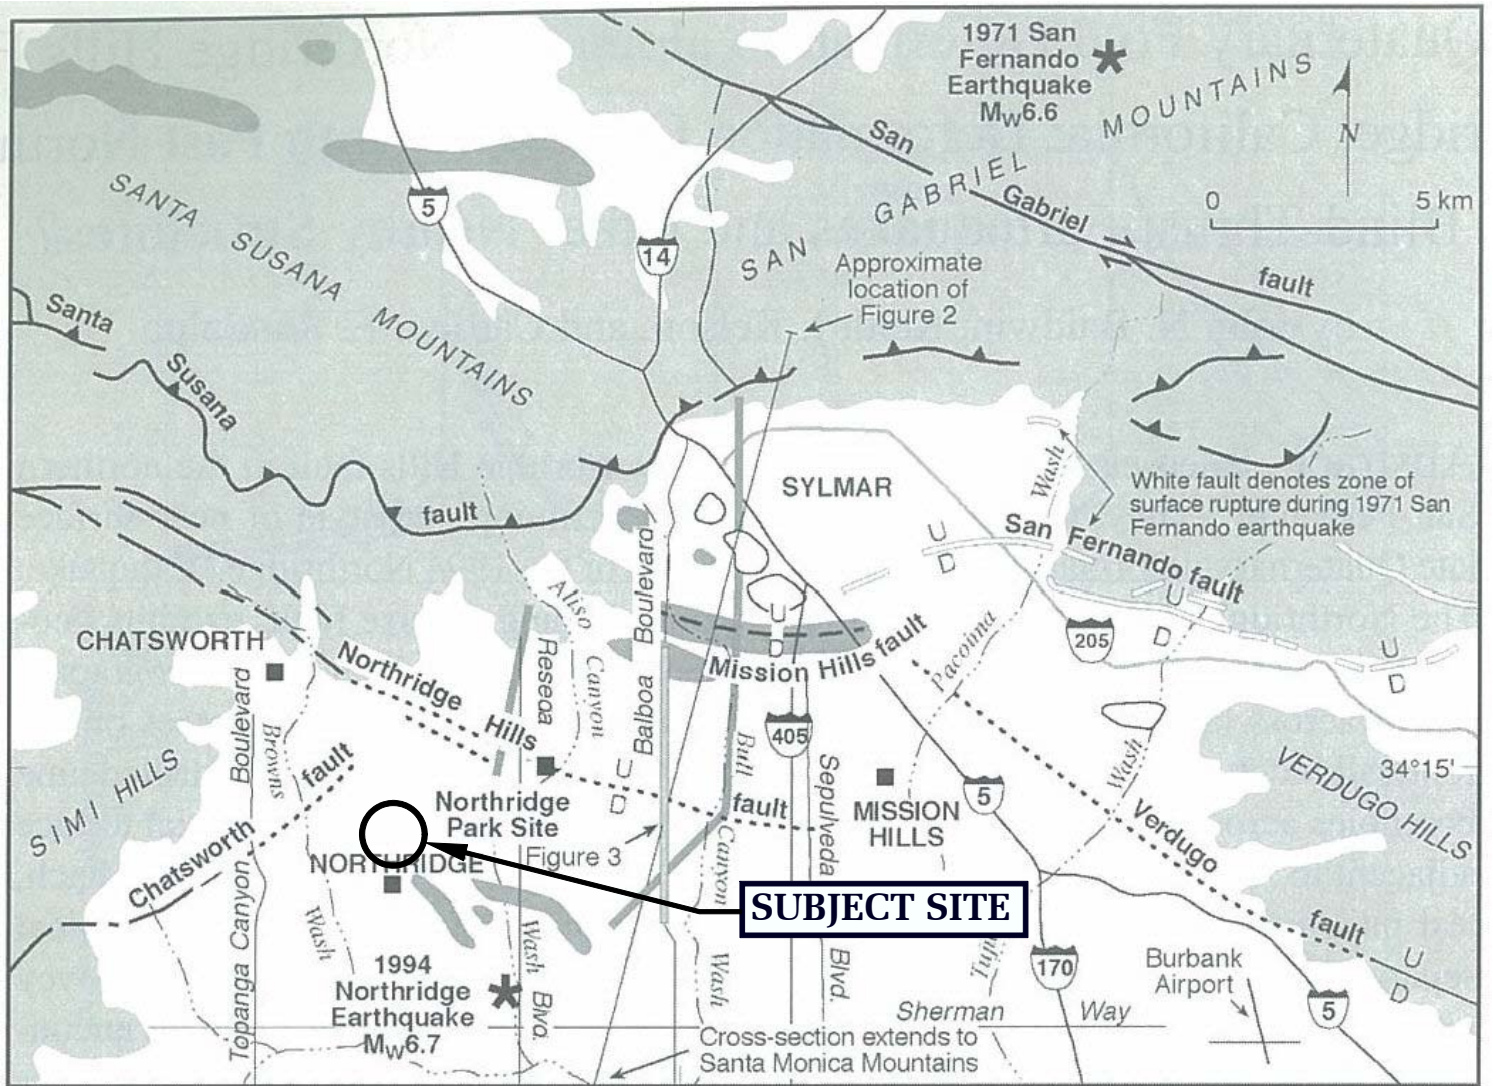 1971 San
Fernando
Earthquake
MW6.6
SAN GABRIEL MOUNTAINS
N
0 5 km
San Gabriel fault
SANTA SUSANA MOUNTAINS
5
14
Approximate
location of
Figure 2
Santa Susana fault
SYLMAR
Wash
White fault denotes zone of
surface rupture during 1971 San
Fernando earthquake
San Fernando fault
U
D
U
D
U
D
205
Aliso Canyon
Reseoa
Balboa Boulevard
U
D
Mission Hills fault
Pacoima
CHATSWORTH
Northridge Hills fault
U
D
405
Bull
Sepulveda
Wash
5
34°15'
VERDUGO HILLS
SIMI HILLS
Boulevard
Browns
Chatsworth fault
Northridge
Park Site
Figure 3
MISSION
HILLS
Verdugo fault
U
D
NORTHRIDGE
SUBJECT SITE
Topanga Canyon
Wash
Wash
Blvd.
Canyon
Wash
Blvd.
1994
Northridge
Earthquake
MW6.7
170
Burbank
Airport
5
Sherman Way
Cross-section extends to
Santa Monica Mountains